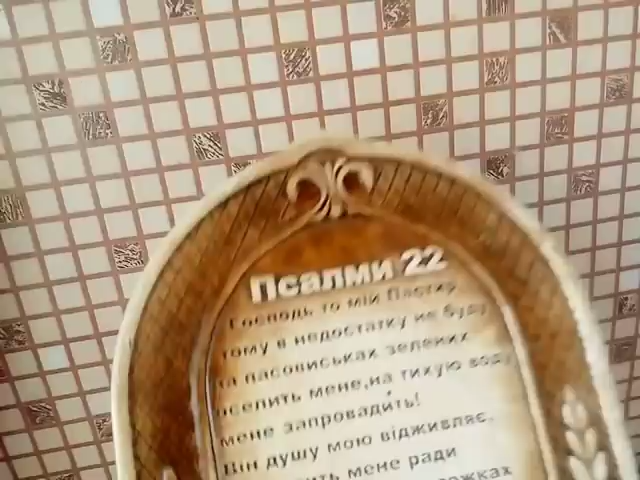 Псалми 22
Господь то мій Пастир
тому в недостатку не буду
на пасовиськах зелених
оселить мене,на тихую воду
мене запровадить!
Він душу мою відживляє,
мене ради